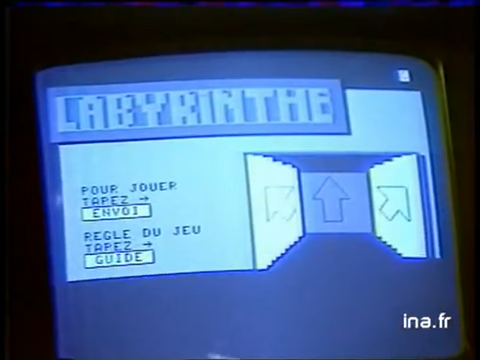 LABYRINTHE
POUR JOUER
TAPEZ →
ENVOI
REGLE DU JEU
TAPEZ →
GUIDE
ina.fr